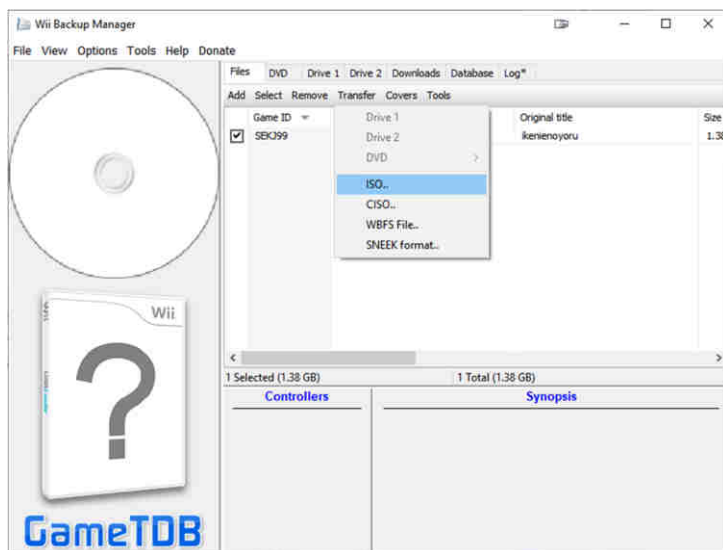 Wii Backup Manager
File View Options Tools Help Donate
Files DVD Drive 1 Drive 2 Downloads Database Log*
Add Select Remove Transfer Covers Tools
Game ID Original title Size
SEKJ99 ikenienoyoru 1.38
Drive 1
Drive 2
DVD
ISO..
CISO..
WBFS File..
SNEEK format..
Wii
?
1 Selected (1.38 GB) 1 Total (1.38 GB)
Controllers Synopsis
GameTDB